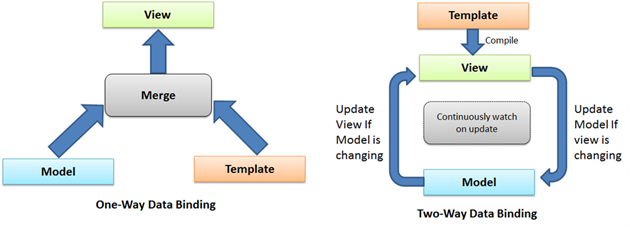 View
Merge
Model
Template
One-Way Data Binding
Template
Compile
View
Update
View If
Model is
changing
Continuously watch
on update
Update
Model If
view is
changing
Model
Two-Way Data Binding